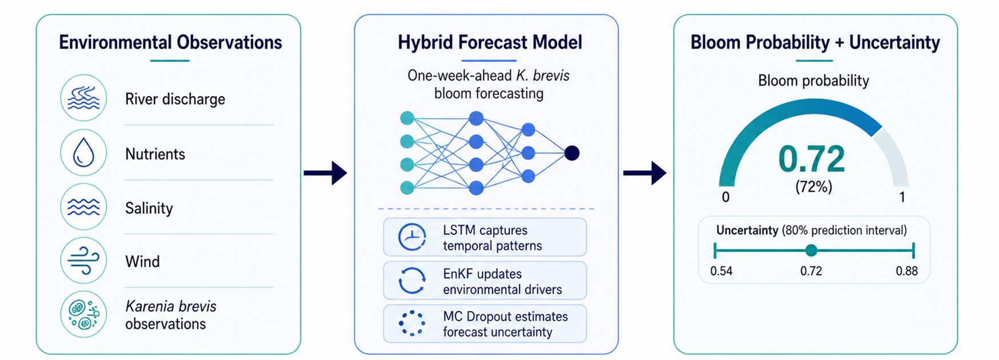 Environmental Observations
River discharge
Nutrients
Salinity
Wind
Karenia brevis
observations
Hybrid Forecast Model
One-week-ahead K. brevis
bloom forecasting
LSTM captures
temporal patterns
EnKF updates
environmental drivers
MC Dropout estimates
forecast uncertainty
Bloom Probability + Uncertainty
Bloom probability
0.72
(72%)
0 1
Uncertainty (80% prediction interval)
0.54 0.72 0.88